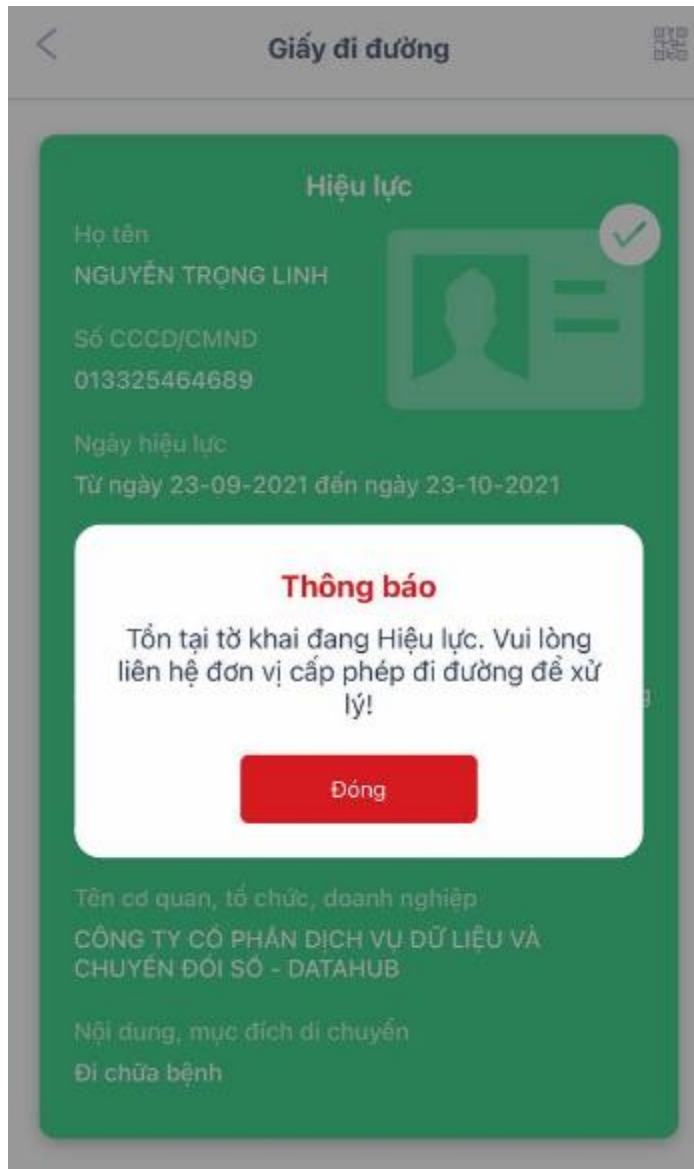 Giấy đi đường
Hiệu lực
Họ tên
NGUYỄN TRỌNG LINH
Số CCCD/CMND
013325464689
Ngày hiệu lực
Từ ngày 23-09-2021 đến ngày 23-10-2021
Thông báo
Tồn tại tờ khai đang Hiệu lực. Vui lòng
liên hệ đơn vị cấp phép đi đường để xử
lý!
Đóng
Tên cơ quan, tổ chức, doanh nghiệp
CÔNG TY CỔ PHẦN DỊCH VỤ DỮ LIỆU VÀ
CHUYỂN ĐỔI SỐ - DATAHUB
Nội dung, mục đích di chuyển
Đi chữa bệnh